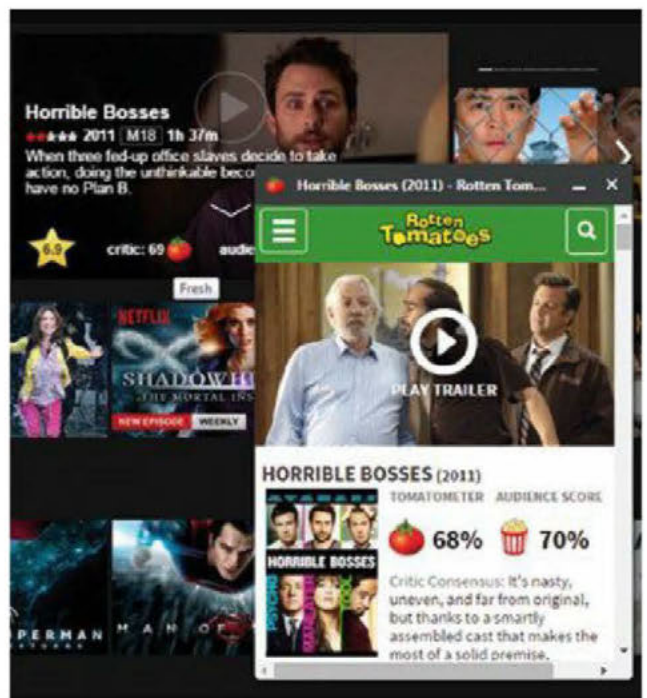 Horrible Bosses
2011 M18 1h 37m
When three fed-up office slaves decide to take
action, doing the unthinkable beco
have no Plan B.
6.9
critic: 69
audie
Fresh
NETFLIX
SHADOWH
THE MORTAL INS
NEW EPISODE WEEKLY
PERMAN
MAN OF
Horrible Bosses (2011) - Rotten Tom...
Rotten
Tomatoes
PLAY TRAILER
HORRIBLE BOSSES (2011)
TOMATOMETER AUDIENCE SCORE
68% 70%
HORRIBLE BOSSES
PSYCHO
MANEATER
TOOL
Critic Consensus: It's nasty,
uneven, and far from original,
but thanks to a smartly
assembled cast that makes the
most of a solid premise,